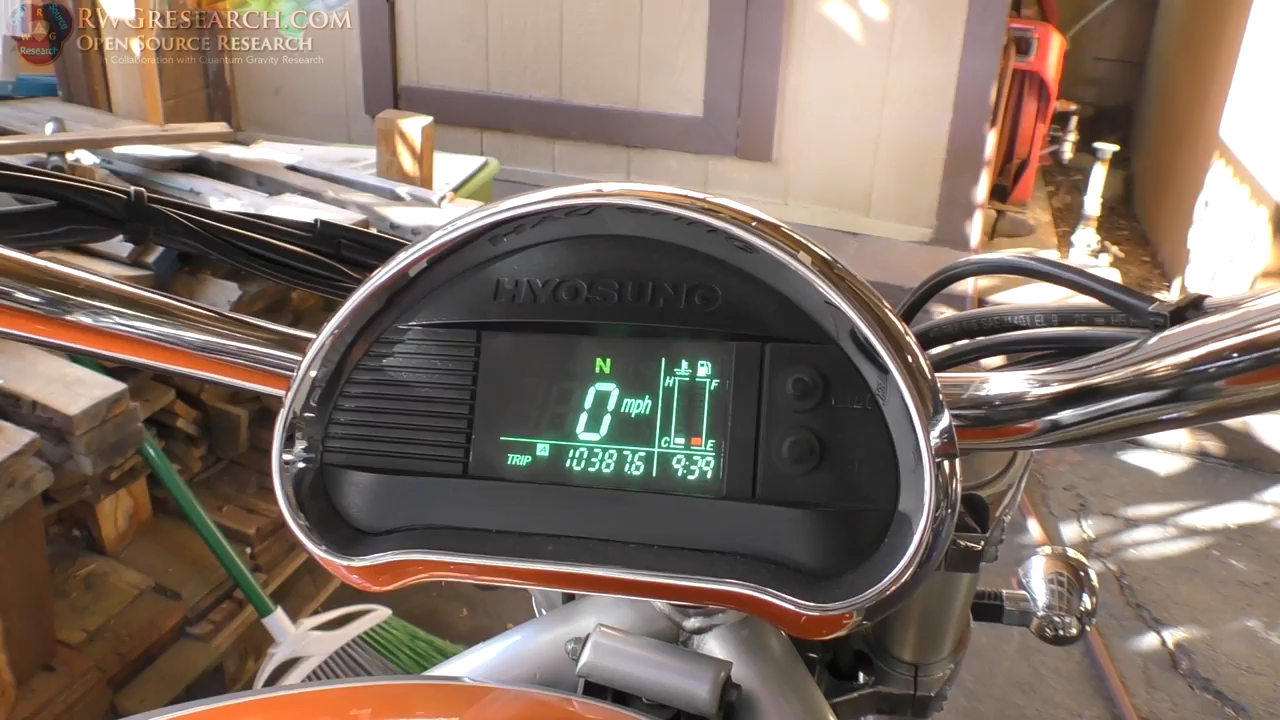 RWGresearch.com
Open Source Research
in Collaboration with Quantum Gravity Research
Research
HYOSUNG
N
0 mph
H F
C E
TRIP A 10387.6 9:39